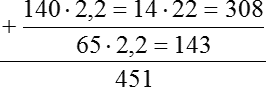 140 · 2,2 = 14 · 22 = 308
+
65 · 2,2 = 143
451